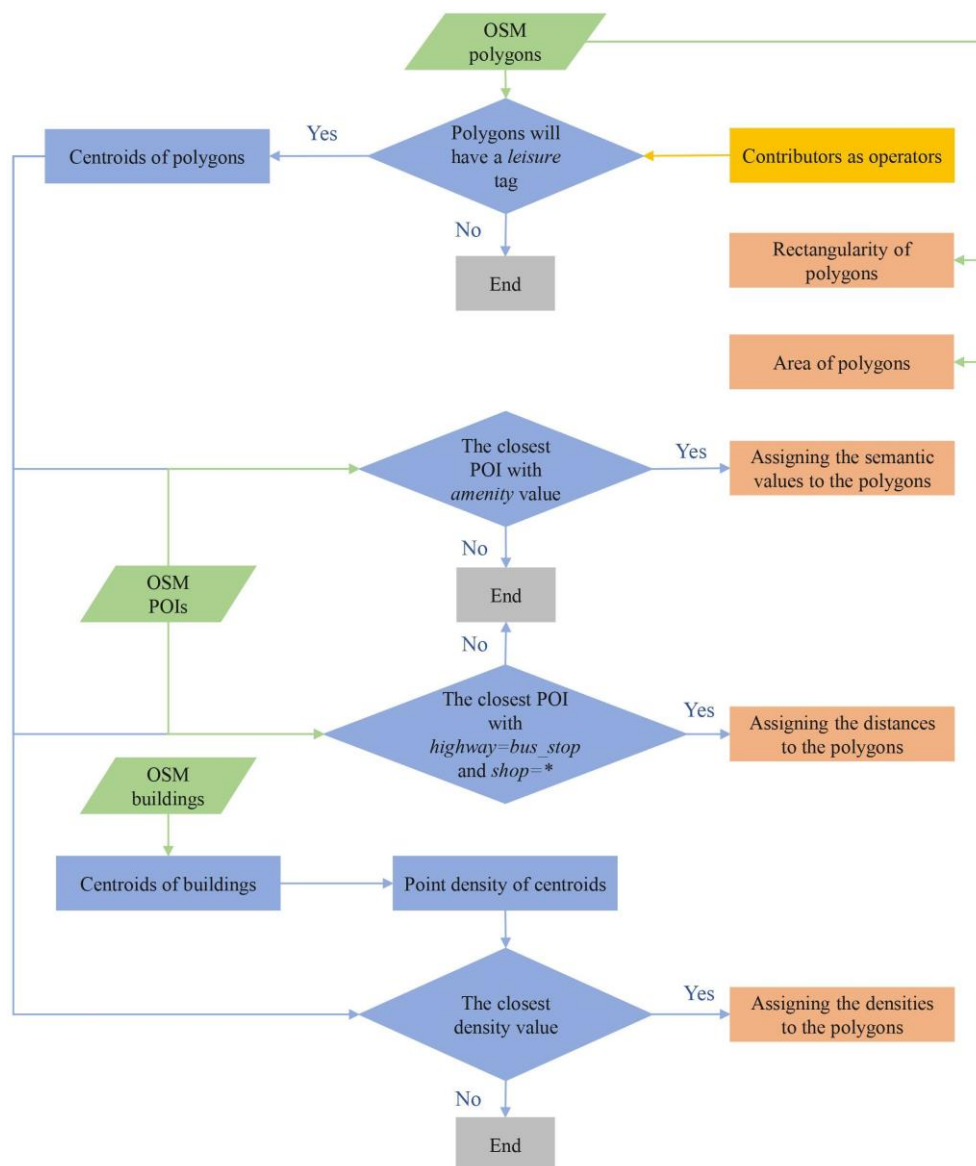 OSM
polygons
Yes
Polygons will
have a leisure
tag
Centroids of polygons
Contributors as operators
No
End
Rectangularity of
polygons
Area of polygons
The closest
POI with
amenity value
Yes
Assigning the semantic
values to the polygons
No
OSM
POIs
End
No
The closest POI
with
highway=bus_stop
and shop=*
Yes
Assigning the distances
to the polygons
OSM
buildings
Centroids of buildings
Point density of centroids
The closest
density value
Yes
Assigning the densities
to the polygons
No
End